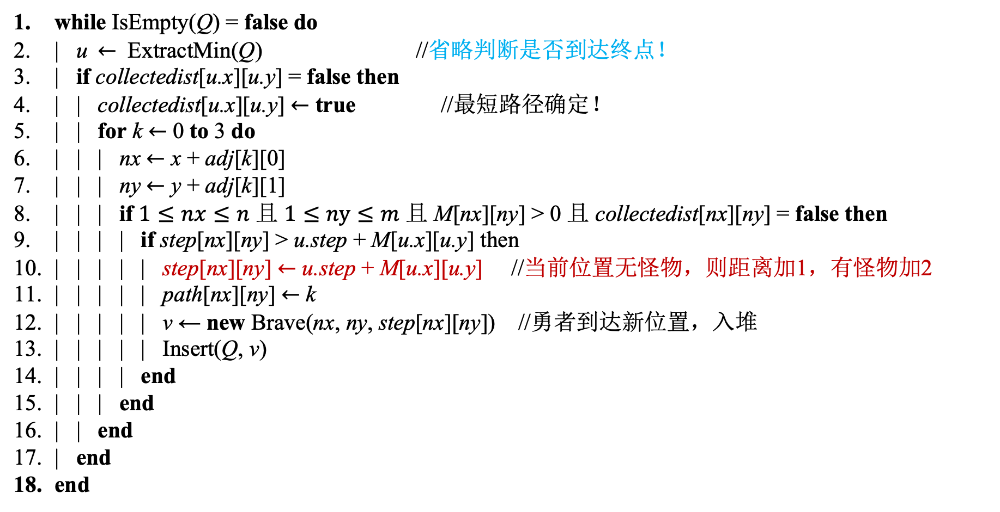 1. while IsEmpty(Q) = false do
2. | u ← ExtractMin(Q) //省略判断是否到达终点！
3. | if collectedist[u.x][u.y] = false then
4. | | collectedist[u.x][u.y] ← true //最短路径确定！
5. | | for k ← 0 to 3 do
6. | | | nx ← x + adj[k][0]
7. | | | ny ← y + adj[k][1]
8. | | | if 1 ≤ nx ≤ n 且 1 ≤ ny ≤ m 且 M[nx][ny] > 0 且 collectedist[nx][ny] = false then
9. | | | | if step[nx][ny] > u.step + M[u.x][u.y] then
10. | | | | | step[nx][ny] ← u.step + M[u.x][u.y] //当前位置无怪物，则距离加1，有怪物加2
11. | | | | | path[nx][ny] ← k
12. | | | | | v ← new Brave(nx, ny, step[nx][ny]) //勇者到达新位置，入堆
13. | | | | | Insert(Q, v)
14. | | | | end
15. | | | end
16. | | end
17. | end
18. end